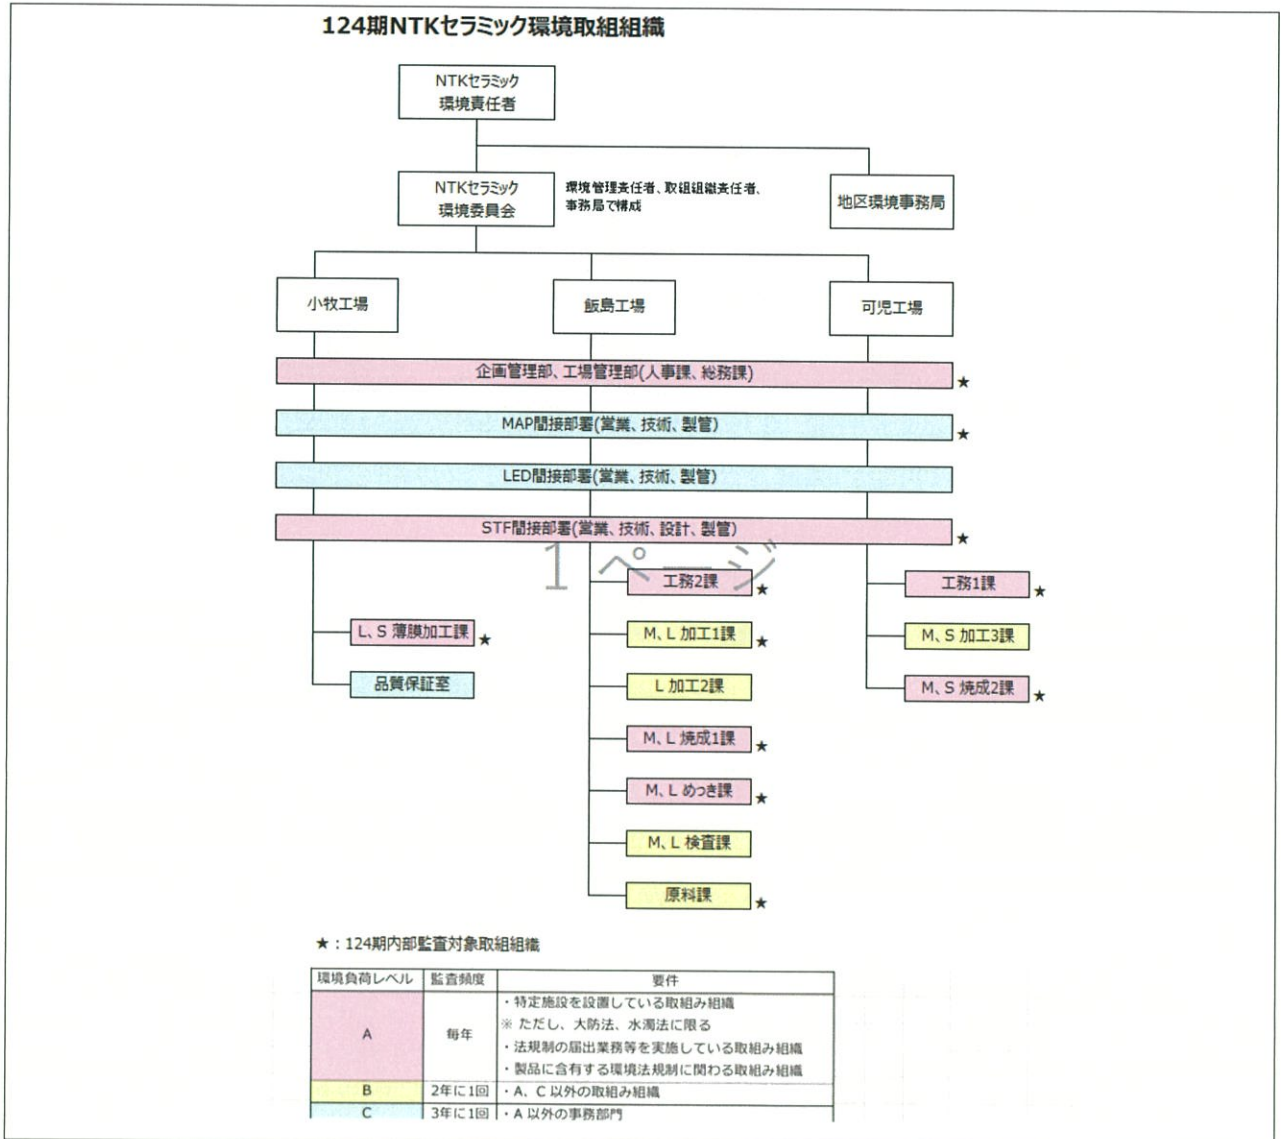 124期NTKセラミック環境取組組織
NTKセラミック
環境責任者
NTKセラミック
環境委員会
環境管理責任者、取組組織責任者、
事務局で構成
地区環境事務局
小牧工場
飯島工場
可児工場
企画管理部、工場管理部(人事課、総務課)
★
MAP間接部署(営業、技術、製管)
★
LED間接部署(営業、技術、製管)
STF間接部署(営業、技術、設計、製管)
★
1 ページ
工務2課
★
工務1課
★
L、S 薄膜加工課
★
M、L 加工1課
★
M、S 加工3課
品質保証室
L 加工2課
M、S 焼成2課
★
M、L 焼成1課
★
M、L めっき課
★
M、L 検査課
原料課
★
★：124期内部監査対象取組組織
環境負荷レベル 監査頻度 要件
A 毎年 ・特定施設を設置している取組み組織
※ ただし、大防法、水濁法に限る
・法規制の届出業務等を実施している取組み組織
・製品に含有する環境法規制に関わる取組み組織
B 2年に1回 ・A、C 以外の取組み組織
C 3年に1回 ・A 以外の事務部門